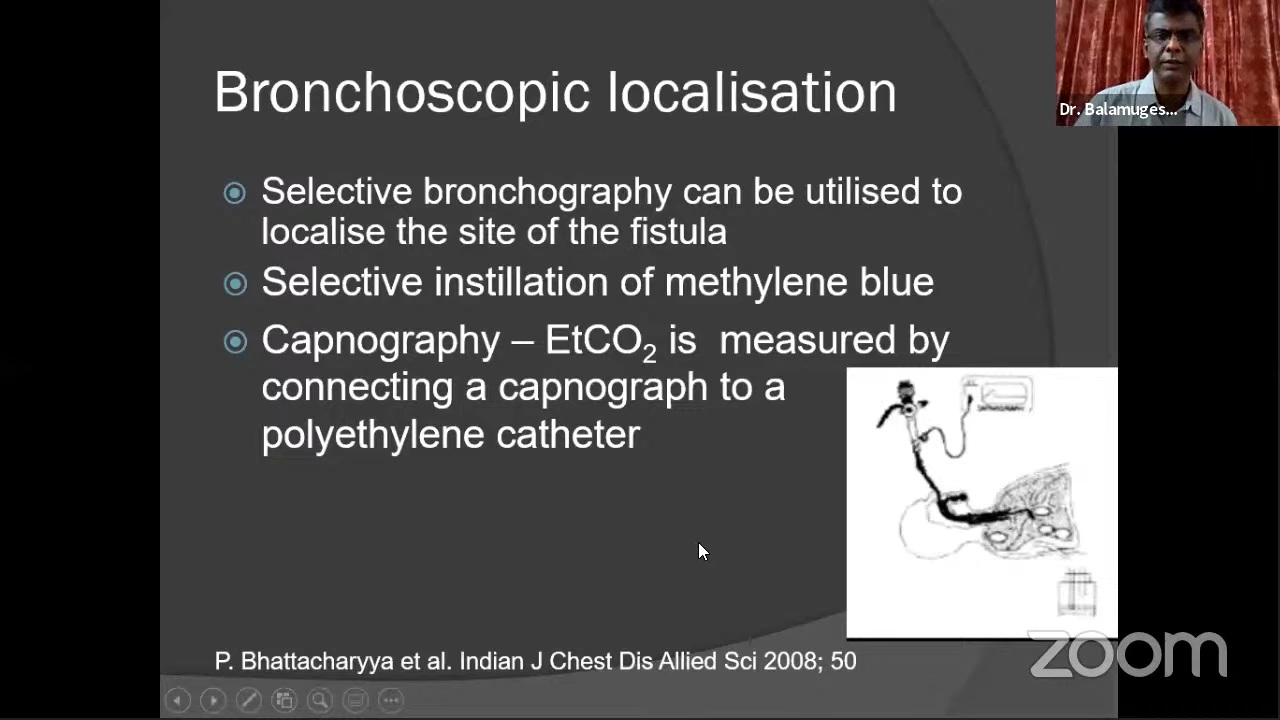 Bronchoscopic localisation
Selective bronchography can be utilised to
localise the site of the fistula
Selective instillation of methylene blue
Capnography – EtCO₂ is measured by
connecting a capnograph to a
polyethylene catheter
P. Bhattacharyya et al. Indian J Chest Dis Allied Sci 2008; 50
Dr. Balamuges...
zoom